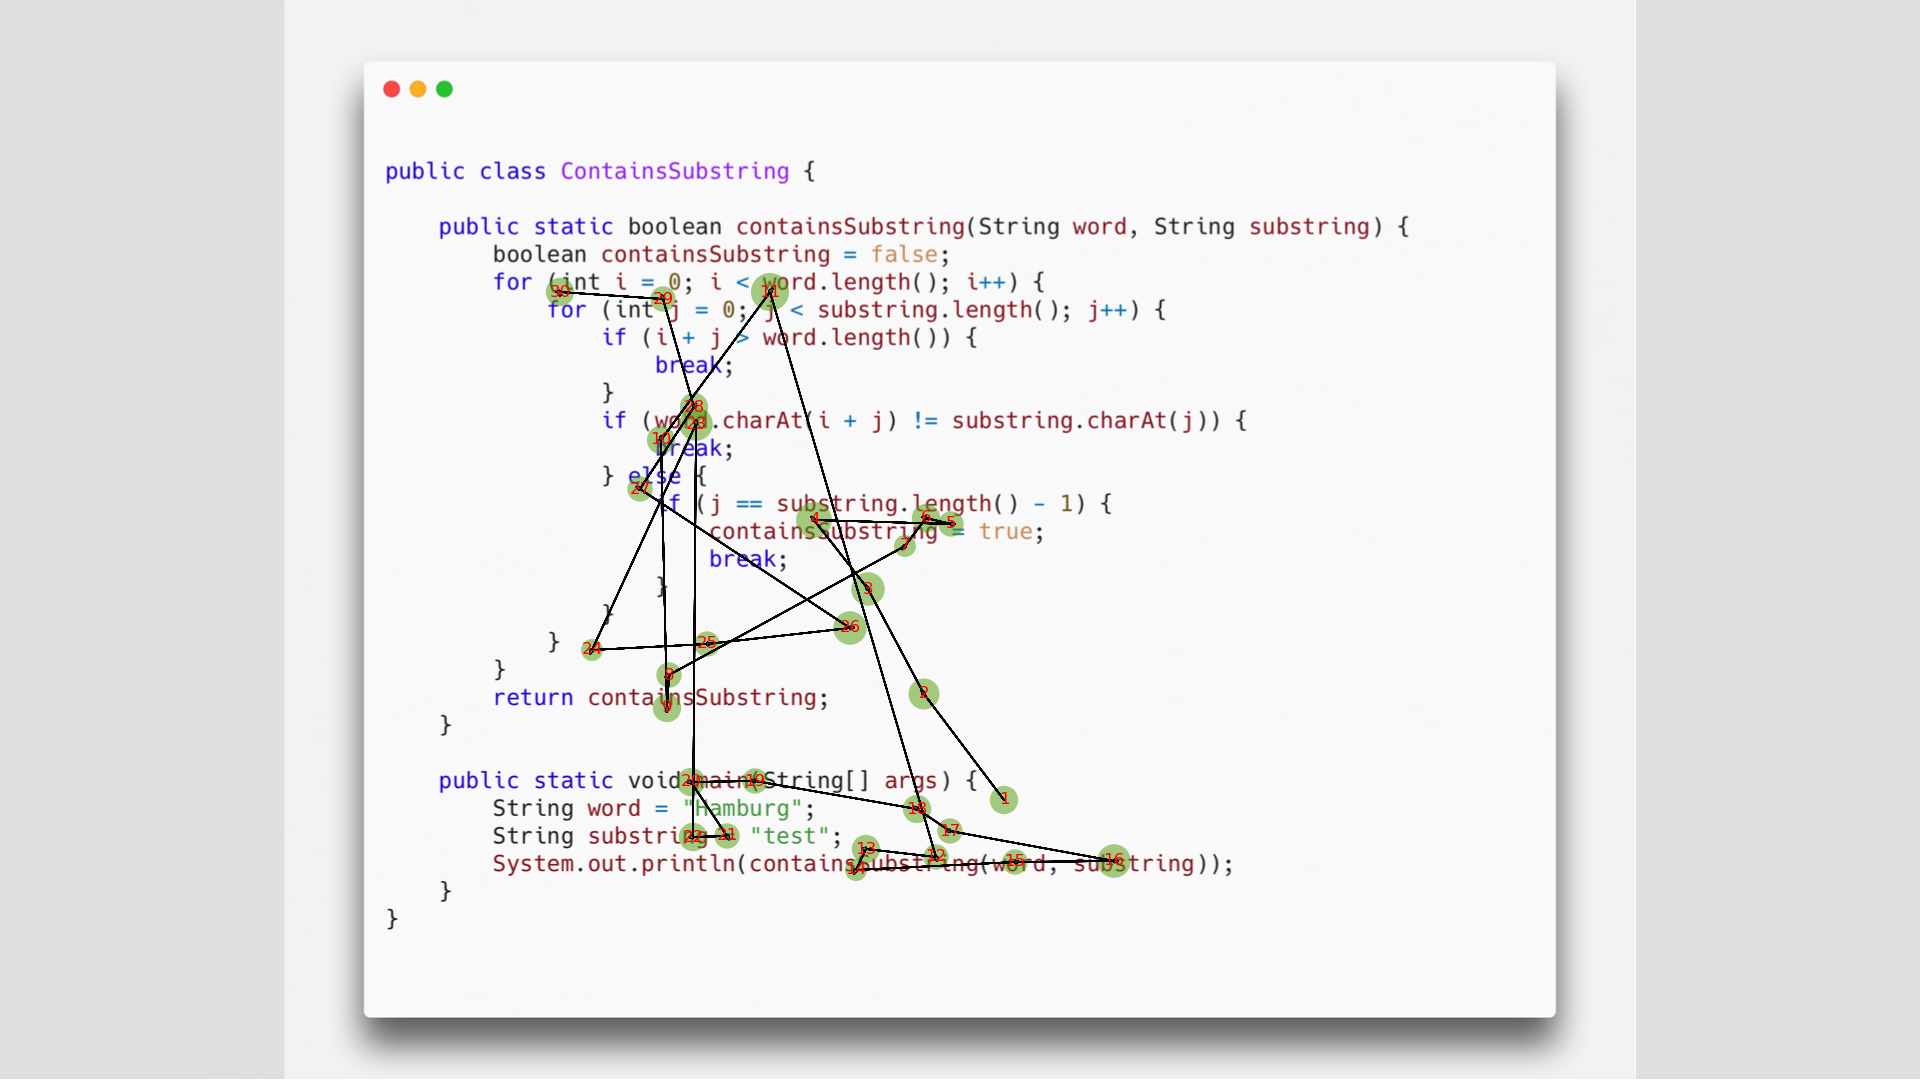 public class ContainsSubstring {
public static boolean containsSubstring(String word, String substring) {
boolean containsSubstring = false;
for (int i = 0; i < word.length(); i++) {
for (int j = 0; j < substring.length(); j++) {
if (i + j > word.length()) {
break;
}
if (word.charAt(i + j) != substring.charAt(j)) {
break;
} else {
if (j == substring.length() - 1) {
containsSubstring = true;
break;
}
}
}
}
return containsSubstring;
}
public static void main(String[] args) {
String word = "Hamburg";
String substring = "test";
System.out.println(containsSubstring(word, substring));
}
}
30
29
11
28
23
10
27
4
6
5
7
3
26
24
25
8
9
2
1
20
19
18
17
22
21
13
12
14
15
16